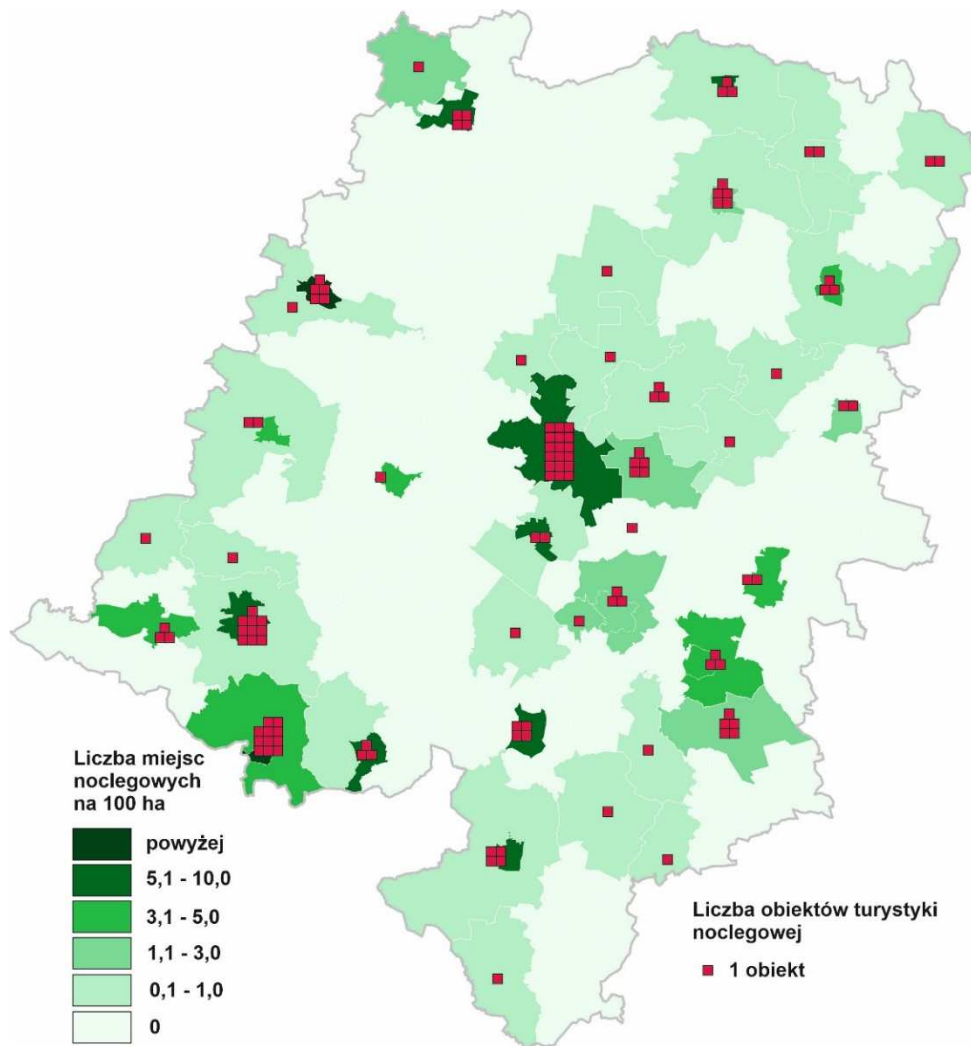 Liczba miejsc
noclegowych
na 100 ha
powyżej
5,1 - 10,0
3,1 - 5,0
1,1 - 3,0
0,1 - 1,0
0
Liczba obiektów turystyki
noclegowej
1 obiekt